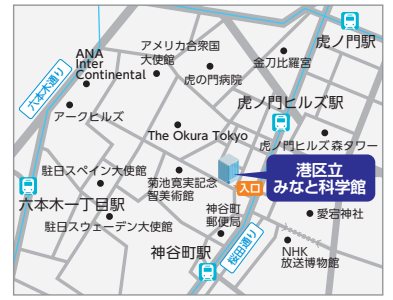 虎ノ門駅
ANA
Inter
Continental
アメリカ合衆国
大使館
金刀比羅宮
六本木通り
虎の門病院
アークヒルズ
虎ノ門ヒルズ駅
The Okura Tokyo
虎ノ門ヒルズ 森タワー
港区立
みなと科学館
入口
駐日スペイン大使館
菊池寛実記念
智美術館
六本木一丁目駅
神谷町
郵便局
愛宕神社
駐日スウェーデン大使館
桜田通り
神谷町駅
NHK
放送博物館